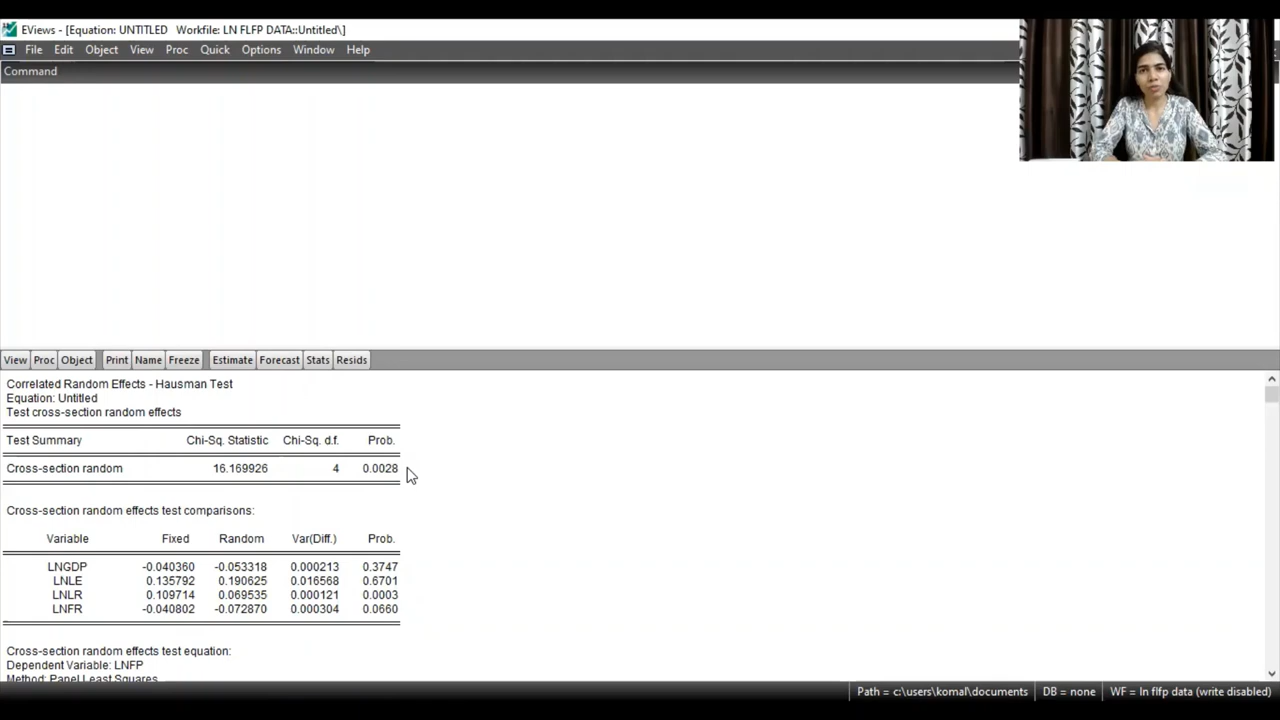 EViews - [Equation: UNTITLED Workfile: LN FLFP DATA::Untitled\]
File Edit Object View Proc Quick Options Window Help
Command
View Proc Object Print Name Freeze Estimate Forecast Stats Resids
Correlated Random Effects - Hausman Test
Equation: Untitled
Test cross-section random effects
Test Summary Chi-Sq. Statistic Chi-Sq. d.f. Prob.
Cross-section random 16.169926 4 0.0028
Cross-section random effects test comparisons:
Variable Fixed Random Var(Diff.) Prob.
LNGDP -0.040360 -0.053318 0.000213 0.3747
LNLE 0.135792 0.190625 0.016568 0.6701
LNLR 0.109714 0.069535 0.000121 0.0003
LNFR -0.040802 -0.072870 0.000304 0.0660
Cross-section random effects test equation:
Dependent Variable: LNFP
Method: Panel Least Squares
Path = c:\users\komal\documents DB = none WF = ln flfp data (write disabled)